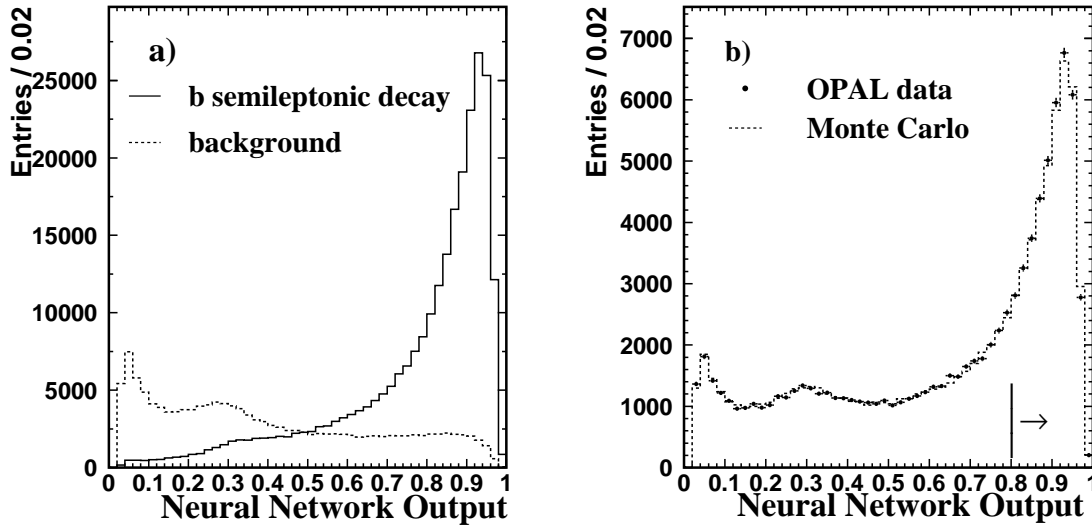 Entries / 0.02
a)
b semileptonic decay
background
25000
20000
15000
10000
5000
0
0 0.1 0.2 0.3 0.4 0.5 0.6 0.7 0.8 0.9 1
Neural Network Output
Entries / 0.02
b)
OPAL data
Monte Carlo
7000
6000
5000
4000
3000
2000
1000
0
0 0.1 0.2 0.3 0.4 0.5 0.6 0.7 0.8 0.9 1
Neural Network Output